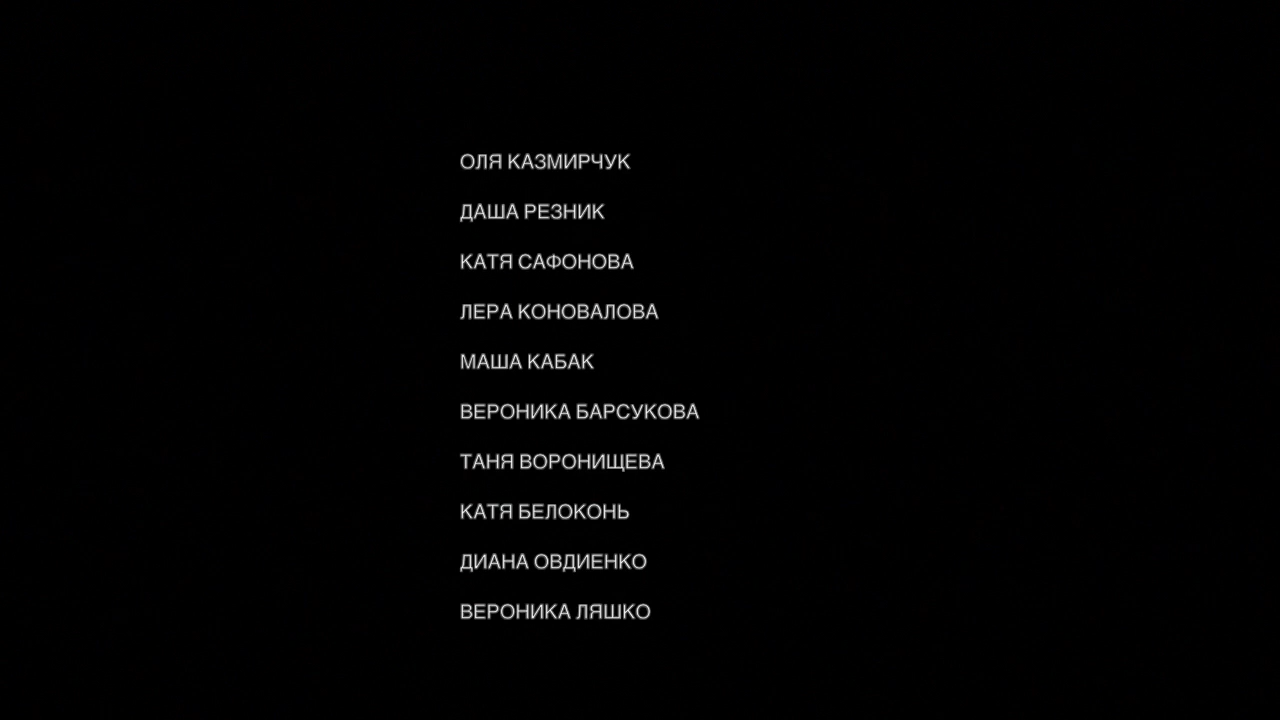 ОЛЯ КАЗМИРЧУК
ДАША РЕЗНИК
КАТЯ САФОНОВА
ЛЕРА КОНОВАЛОВА
МАША КАБАК
ВЕРОНИКА БАРСУКОВА
ТАНЯ ВОРОНИЩЕВА
КАТЯ БЕЛОКОНЬ
ДИАНА ОВДИЕНКО
ВЕРОНИКА ЛЯШКО